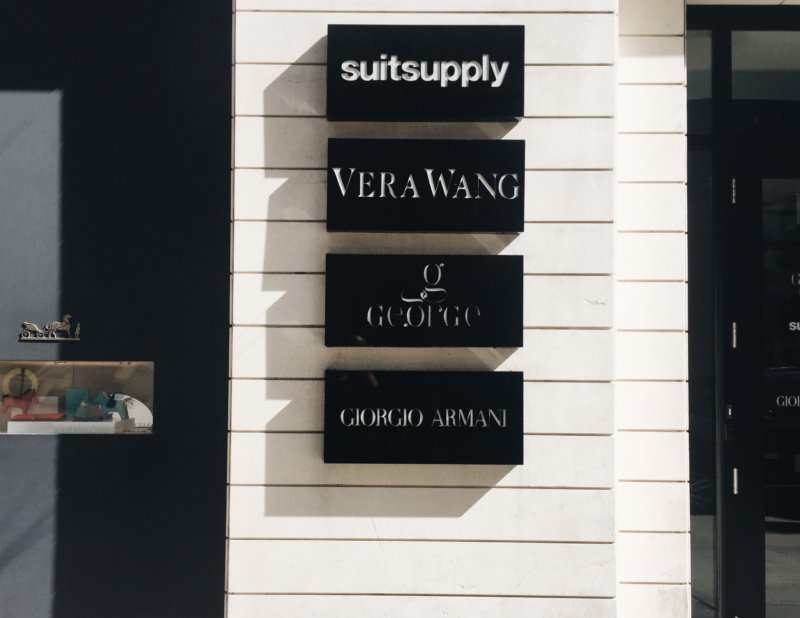 suitsupply
VERA WANG
g
GEORGE
GIORGIO ARMANI